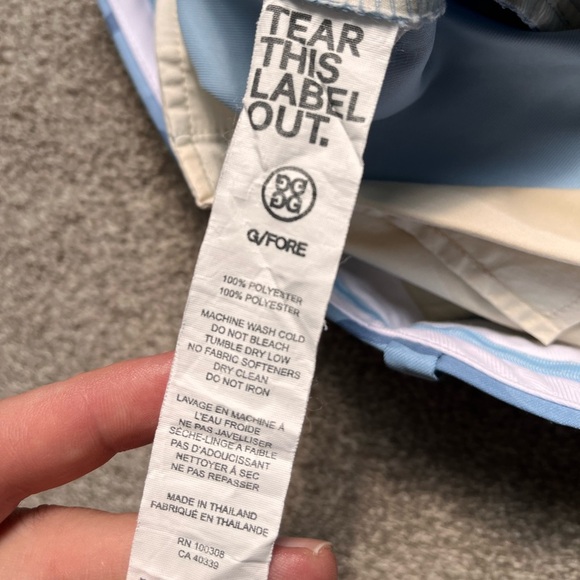 TEAR
THIS
LABEL
OUT.
G/FORE
100% POLYESTER
100% POLYESTER
MACHINE WASH COLD
DO NOT BLEACH
TUMBLE DRY LOW
NO FABRIC SOFTENERS
DRY CLEAN
DO NOT IRON
LAVAGE EN MACHINE À
L'EAU FROIDE
NE PAS JAVELLISER
SÈCHE-LINGE A FAIBLE
PAS D'ADOUCISSANT
NETTOYER À SEC
NE PAS REPASSER
MADE IN THAILAND
FABRIQUÉ EN THAILANDE
RN 100308
CA 40339